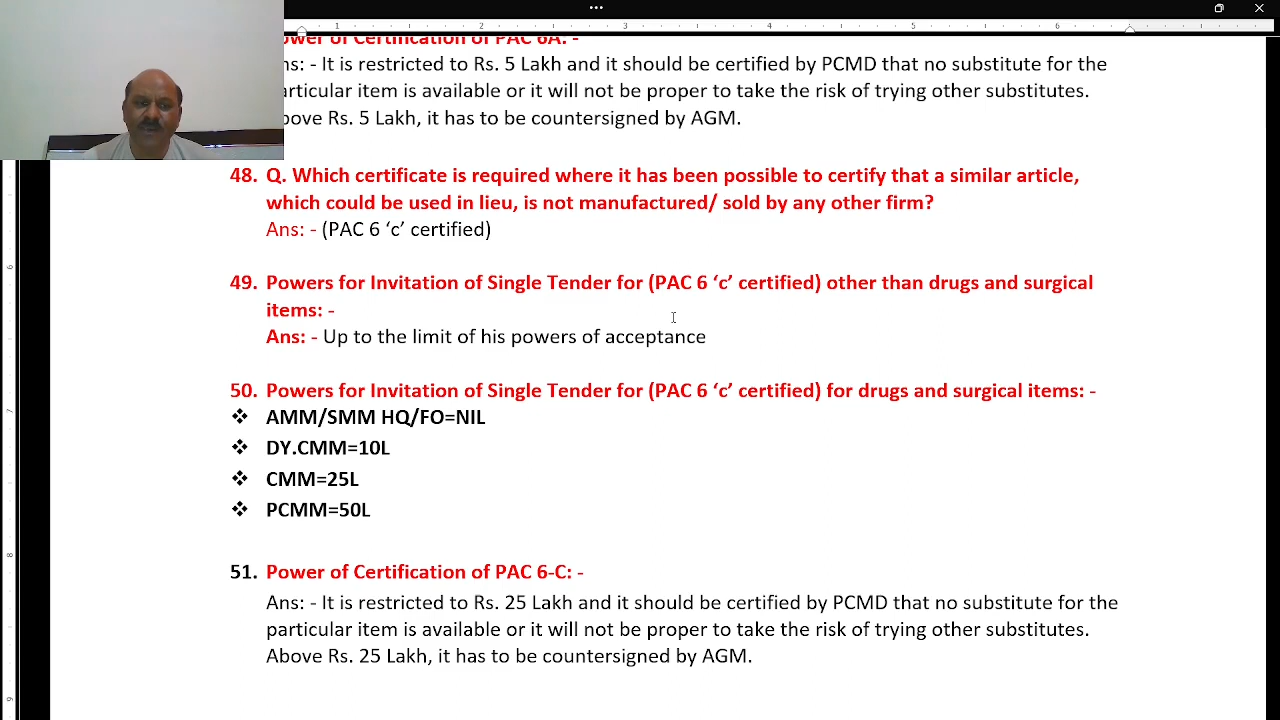 1 2 3 4 5 6
Power of Certification of PAC 6A: -
ns: - It is restricted to Rs. 5 Lakh and it should be certified by PCMD that no substitute for the
articular item is available or it will not be proper to take the risk of trying other substitutes.
bove Rs. 5 Lakh, it has to be countersigned by AGM.
48. Q. Which certificate is required where it has been possible to certify that a similar article,
which could be used in lieu, is not manufactured/ sold by any other firm?
Ans: - (PAC 6 ‘c’ certified)
49. Powers for Invitation of Single Tender for (PAC 6 ‘c’ certified) other than drugs and surgical
items: -
Ans: - Up to the limit of his powers of acceptance
50. Powers for Invitation of Single Tender for (PAC 6 ‘c’ certified) for drugs and surgical items: -
❖ AMM/SMM HQ/FO=NIL
❖ DY.CMM=10L
❖ CMM=25L
❖ PCMM=50L
51. Power of Certification of PAC 6-C: -
Ans: - It is restricted to Rs. 25 Lakh and it should be certified by PCMD that no substitute for the
particular item is available or it will not be proper to take the risk of trying other substitutes.
Above Rs. 25 Lakh, it has to be countersigned by AGM.